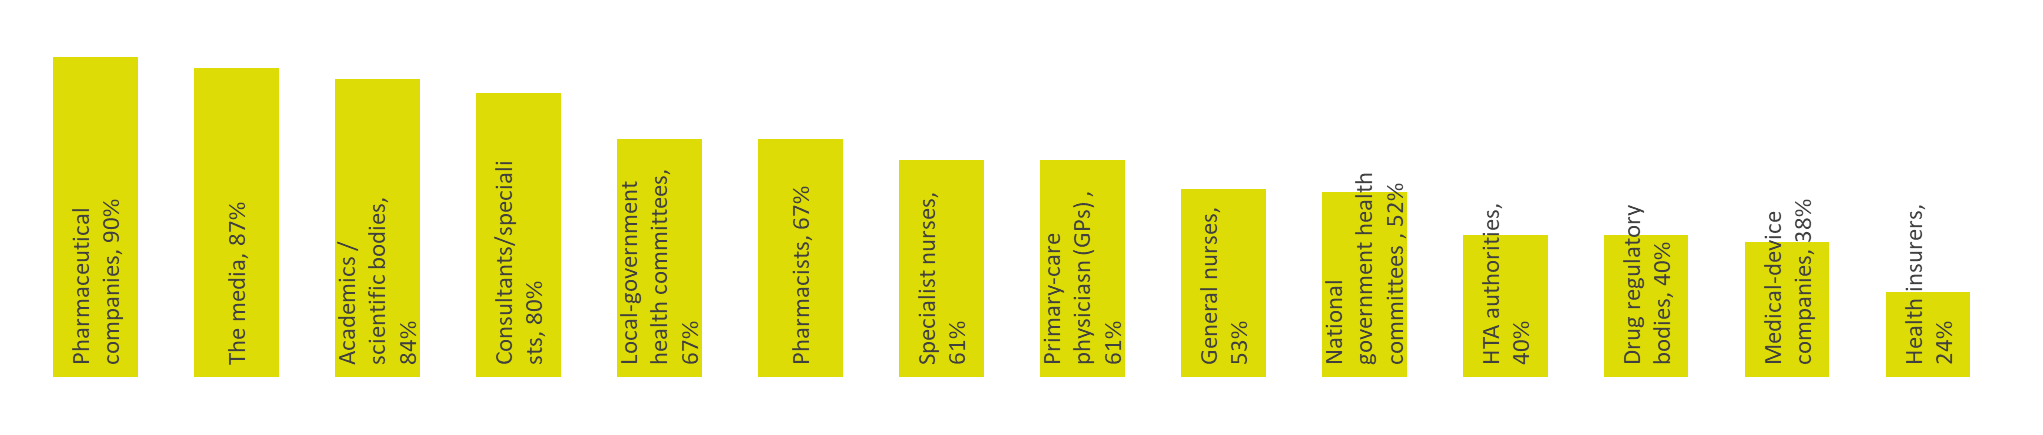 Pharmaceutical
companies, 90%
The media, 87%
Academics /
scientific bodies,
84%
Consultants/speciali
sts, 80%
Local-government
health committees,
67%
Pharmacists, 67%
Specialist nurses,
61%
Primary-care
physiciasn (GPs) ,
61%
General nurses,
53%
National
government health
committees , 52%
HTA authorities,
40%
Drug regulatory
bodies, 40%
Medical-device
companies, 38%
Health insurers,
24%